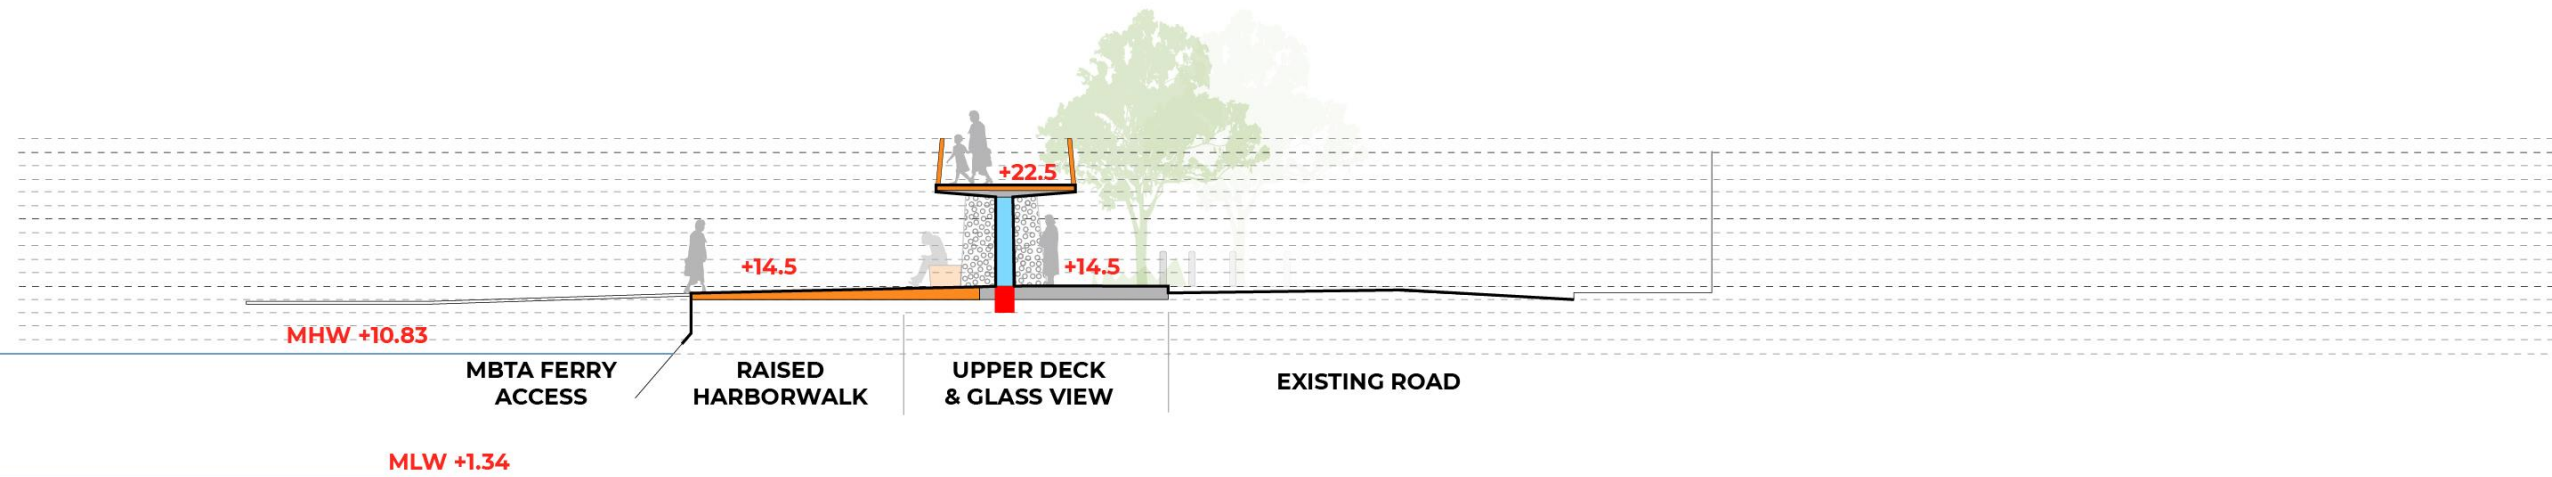 +22.5
+14.5
+14.5
MHW +10.83
MBTA FERRY
ACCESS
RAISED
HARBORWALK
UPPER DECK
& GLASS VIEW
EXISTING ROAD
MLW +1.34